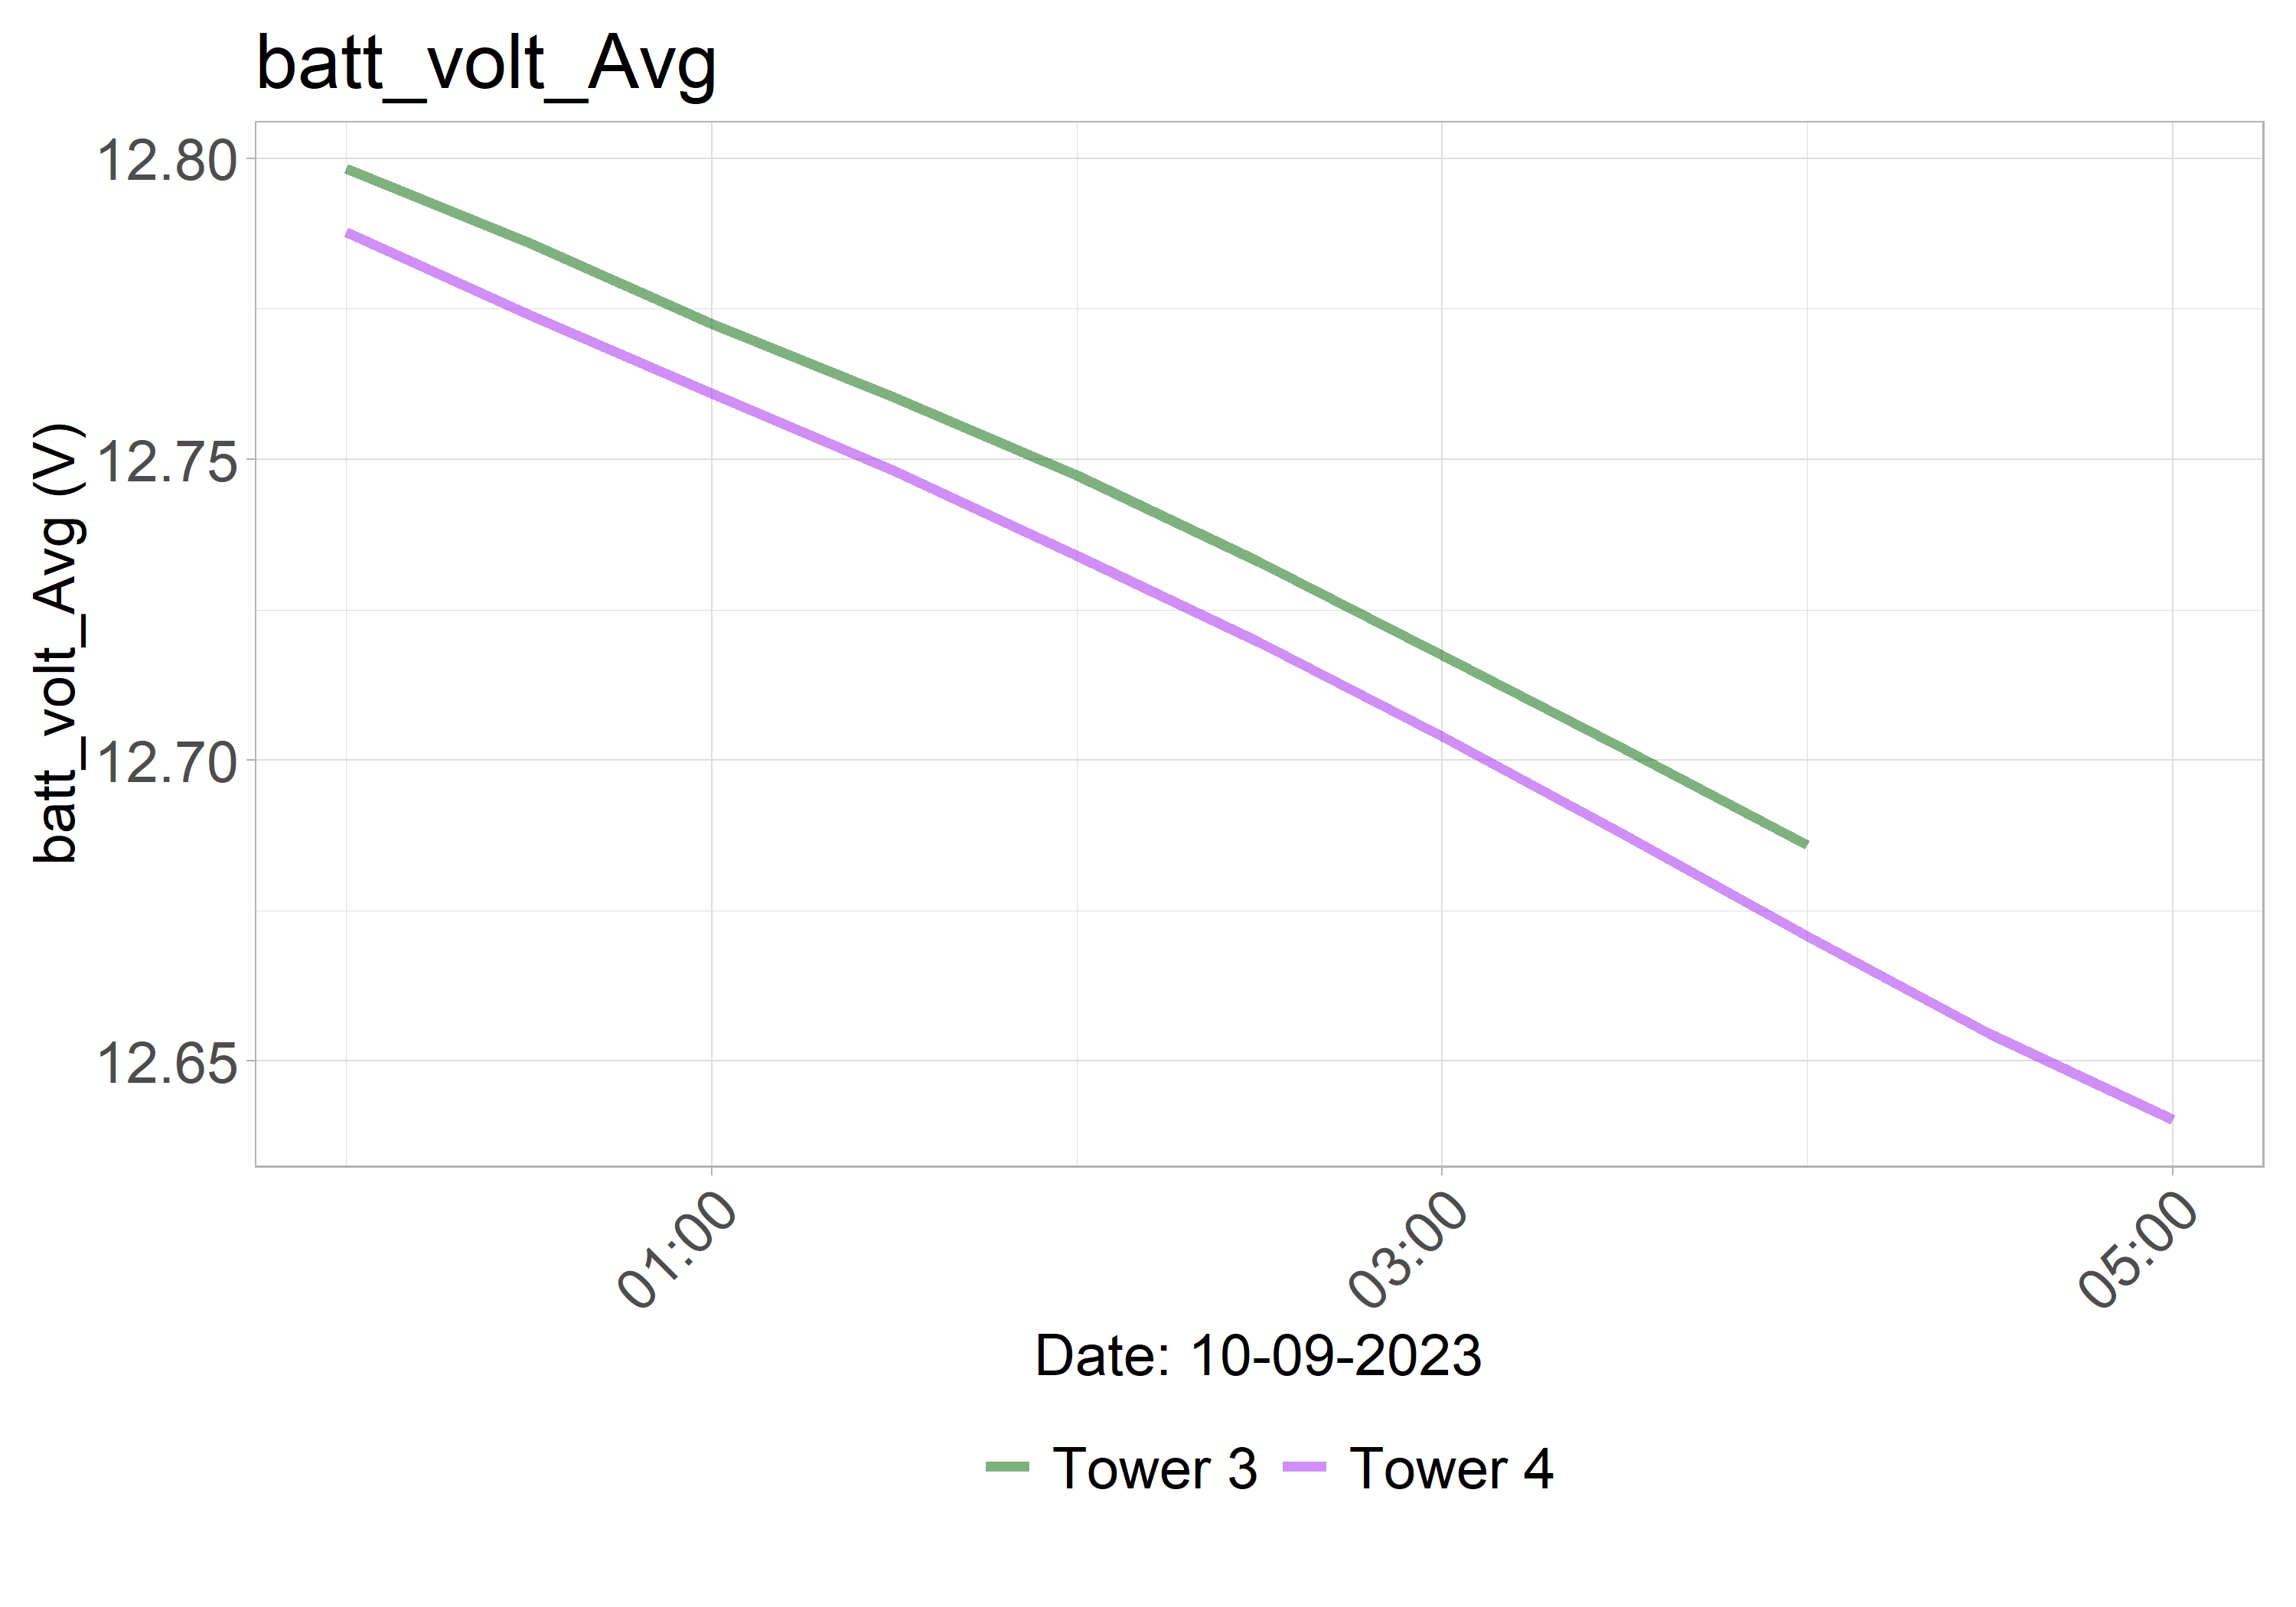 batt_volt_Avg
batt_volt_Avg (V)
12.80
12.75
12.70
12.65
01:00
03:00
05:00
Date: 10-09-2023
Tower 3
Tower 4